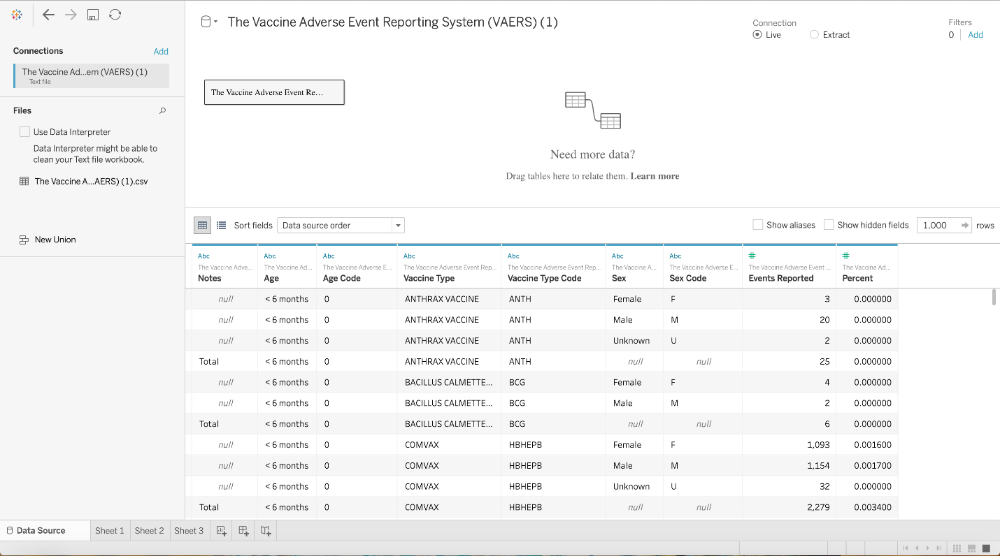 The Vaccine Adverse Event Reporting System (VAERS) (1)
Connection
Live
Extract
Filters
0 Add
Connections Add
The Vaccine Ad...em (VAERS) (1)
Text file
Files
Use Data Interpreter
Data Interpreter might be able to
clean your Text file workbook.
The Vaccine A...AERS) (1).csv
New Union
The Vaccine Adverse Event Re…
Need more data?
Drag tables here to relate them. Learn more
Sort fields Data source order Show aliases Show hidden fields 1,000 rows
Abc Abc Abc Abc Abc Abc Abc # #
The Vaccine Adve... The Vaccine Ad... The Vaccine Adverse E... The Vaccine Adverse Event Rep... The Vaccine Adverse Event Rep... The Vaccine A... The Vaccine Adverse E... The Vaccine Adverse Event ... The Vaccine Ad...
Notes Age Age Code Vaccine Type Vaccine Type Code Sex Sex Code Events Reported Percent
null < 6 months 0 ANTHRAX VACCINE ANTH Female F 3 0.000000
null < 6 months 0 ANTHRAX VACCINE ANTH Male M 20 0.000000
null < 6 months 0 ANTHRAX VACCINE ANTH Unknown U 2 0.000000
Total < 6 months 0 ANTHRAX VACCINE ANTH null null 25 0.000000
null < 6 months 0 BACILLUS CALMETTE... BCG Female F 4 0.000000
null < 6 months 0 BACILLUS CALMETTE... BCG Male M 2 0.000000
Total < 6 months 0 BACILLUS CALMETTE... BCG null null 6 0.000000
null < 6 months 0 COMVAX HBHEPB Female F 1,093 0.001600
null < 6 months 0 COMVAX HBHEPB Male M 1,154 0.001700
null < 6 months 0 COMVAX HBHEPB Unknown U 32 0.000000
Total < 6 months 0 COMVAX HBHEPB null null 2,279 0.003400
Data Source Sheet 1 Sheet 2 Sheet 3